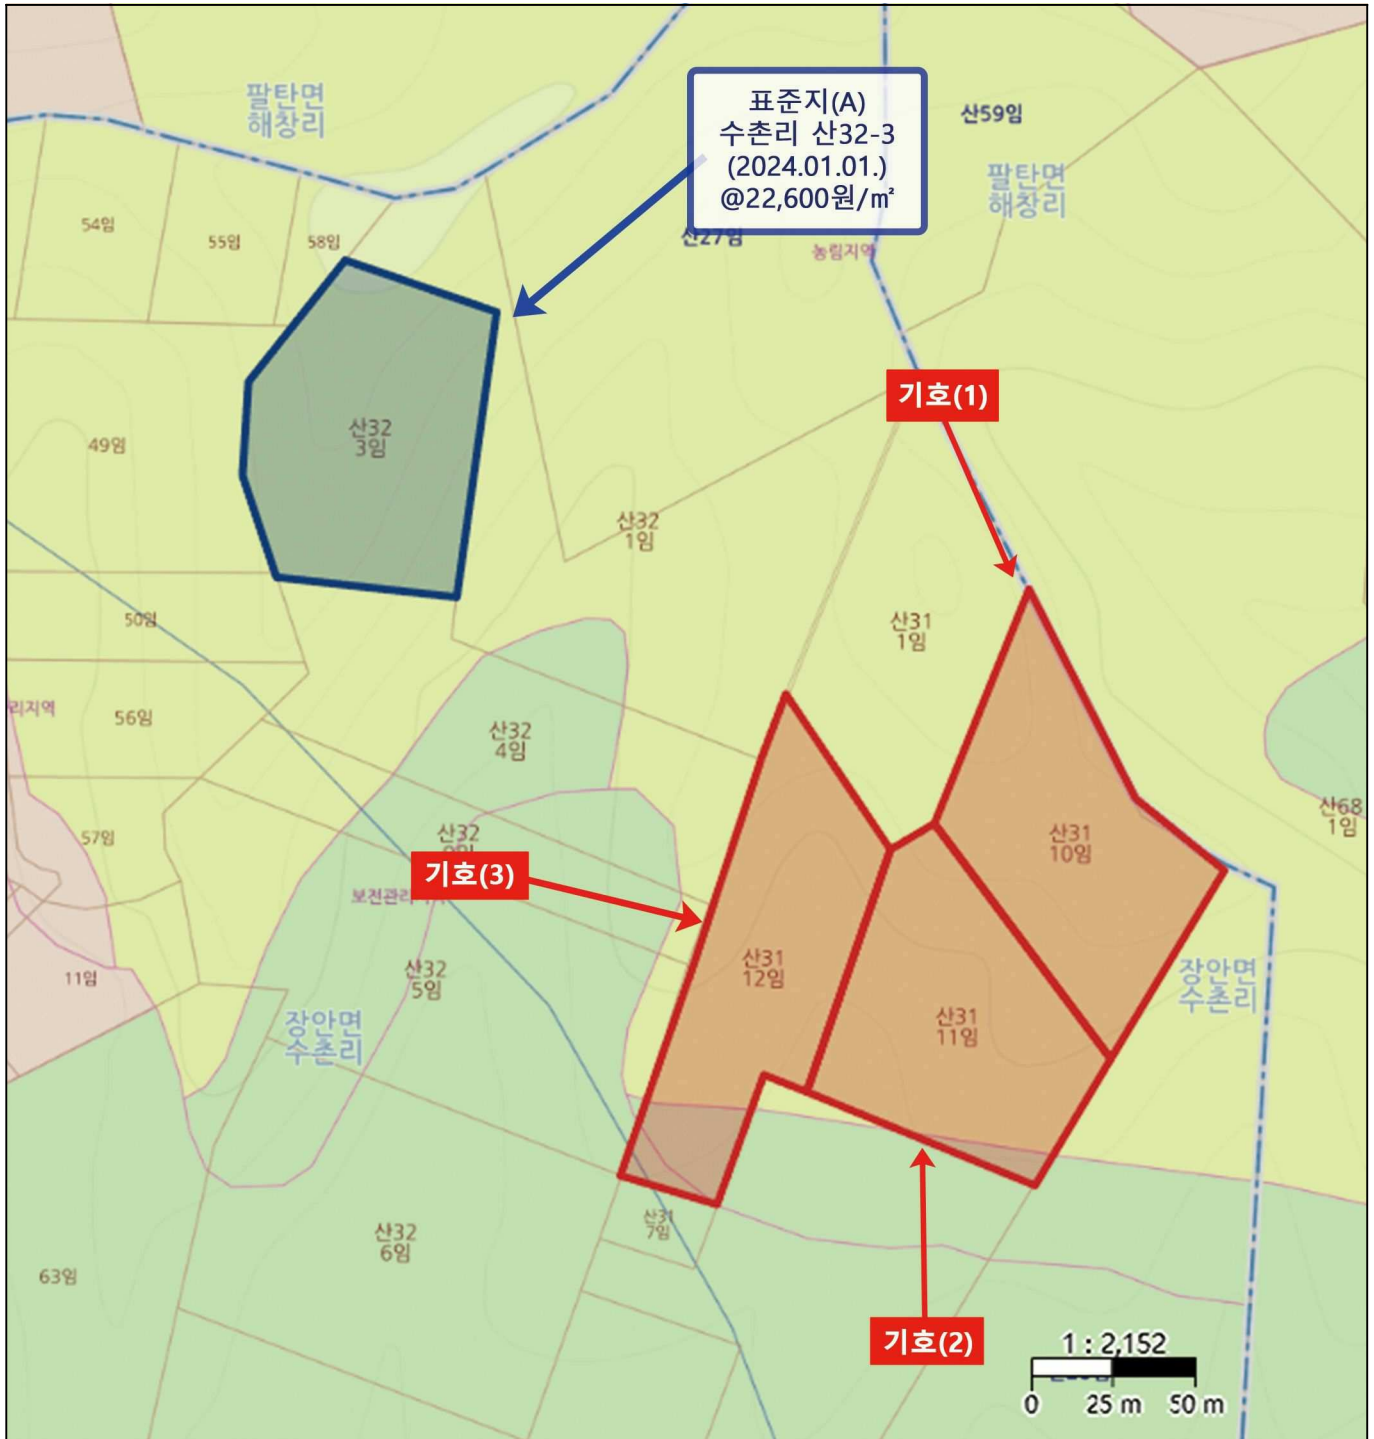 팔탄면
해창리
표준지(A)
수촌리 산32-3
(2024.01.01.)
@22,600원/㎡
산59임
팔탄면
해창리
54임
55임
58임
산27임
농림지역
기호(1)
산32
3임
49임
산32
1임
50임
산31
1임
리지역
56임
산32
4임
57임
산32
기호(3)
보전관리
산31
10임
산68
1임
11임
산32
5임
산31
12임
장안면
수촌리
장안면
수촌리
산31
11임
산31
7임
산32
6임
63임
기호(2)
1 : 2,152
0 25 m 50 m